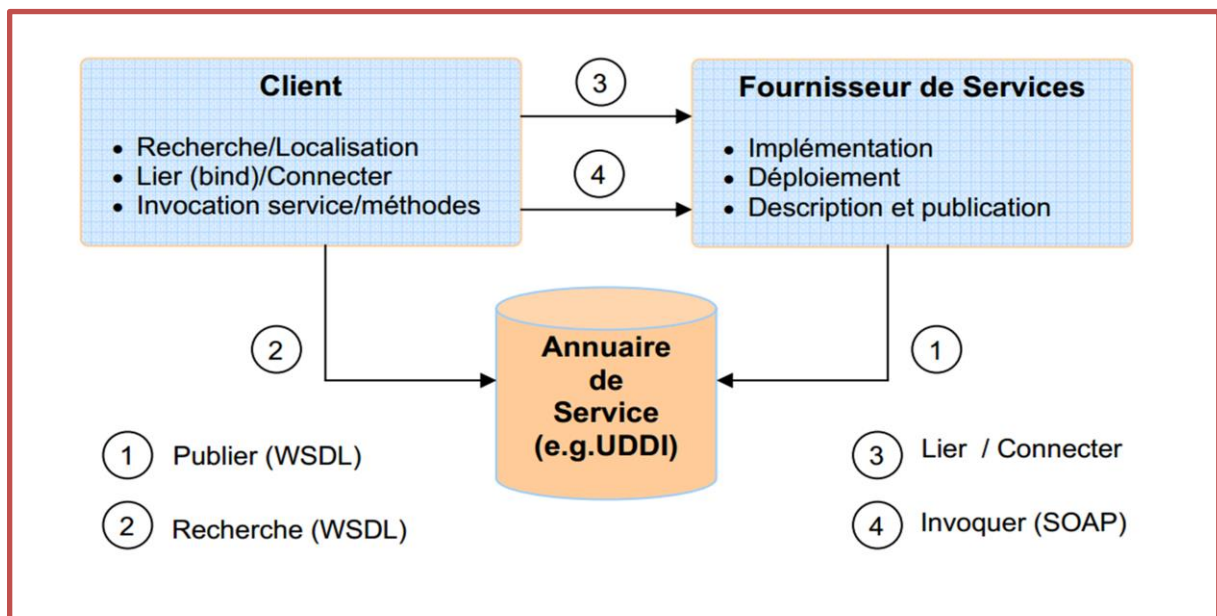 Client
• Recherche/Localisation
• Lier (bind)/Connecter
• Invocation service/méthodes
3
4
Fournisseur de Services
• Implémentation
• Déploiement
• Description et publication
2
Annuaire
de
Service
(e.g.UDDI)
1
1 Publier (WSDL)
2 Recherche (WSDL)
3 Lier / Connecter
4 Invoquer (SOAP)